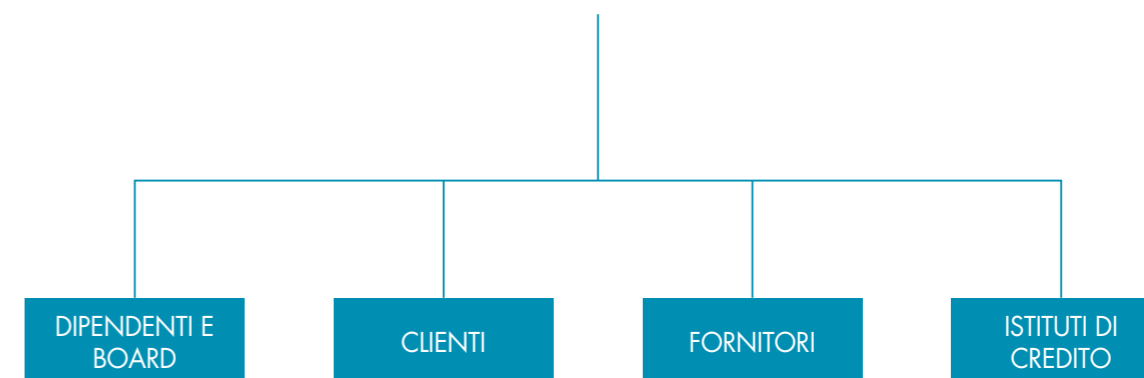 DIPENDENTI E
BOARD
CLIENTI
FORNITORI
ISTITUTI DI
CREDITO